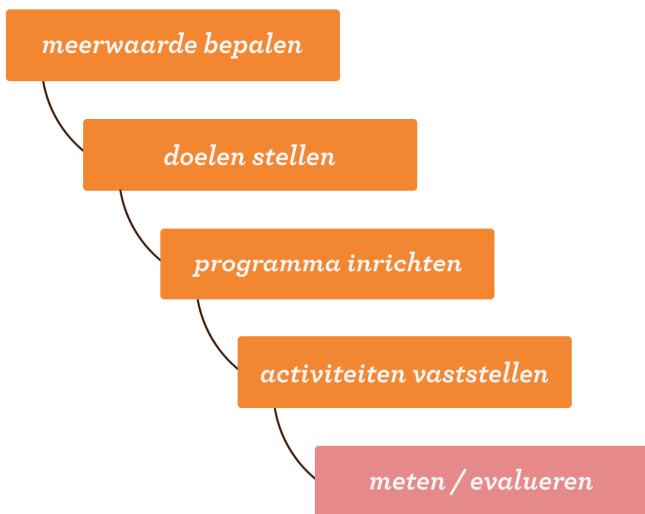 meerwaarde bepalen
doelen stellen
programma inrichten
activiteiten vaststellen
meten / evalueren